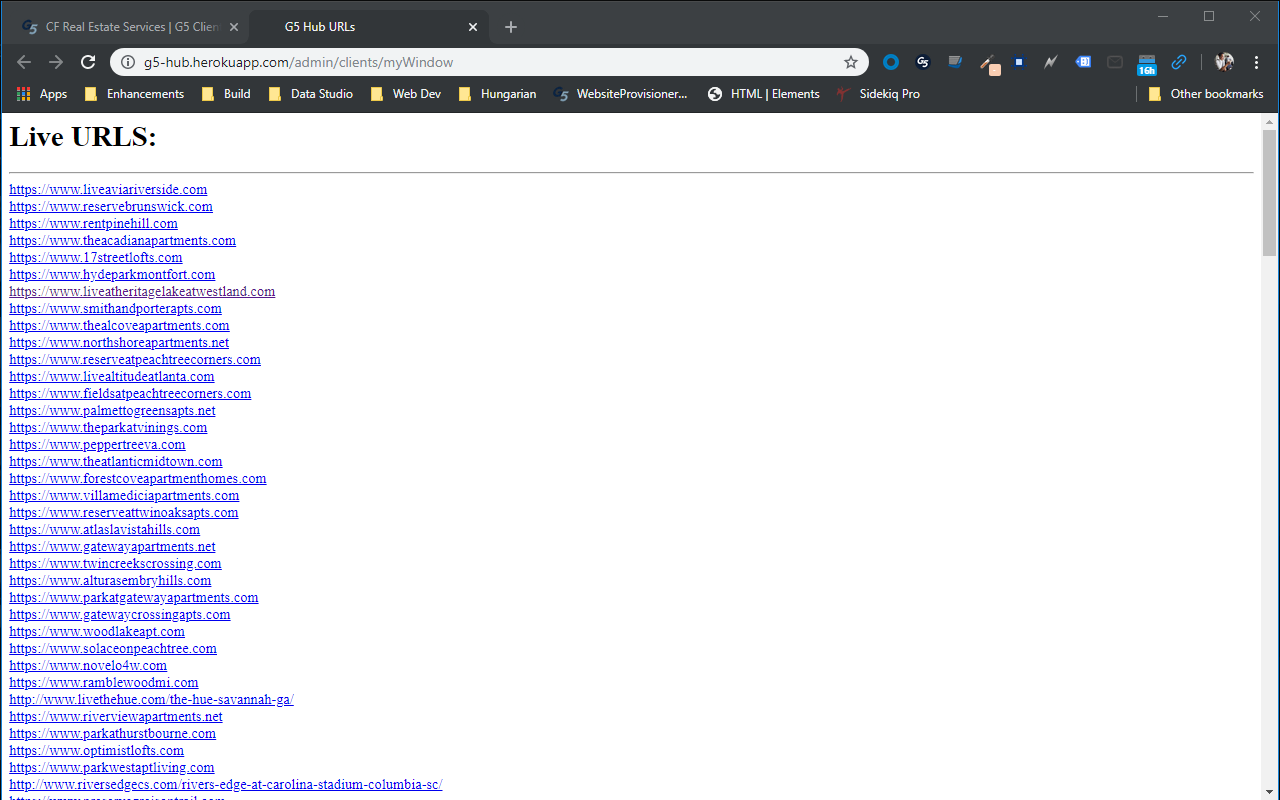 CF Real Estate Services | G5 Clien
G5 Hub URLs
g5-hub.herokuapp.com/admin/clients/myWindow
G5
16h
Apps Enhancements Build Data Studio Web Dev Hungarian WebsiteProvisioner... HTML | Elements Sidekiq Pro Other bookmarks
Live URLS:
https://www.liveaviariverside.com
https://www.reservebrunswick.com
https://www.rentpinehill.com
https://www.theacadianapartments.com
https://www.17streetlofts.com
https://www.hydeparkmontfort.com
https://www.liveatheritagelakeatwestland.com
https://www.smithandporterapts.com
https://www.thealcoveapartments.com
https://www.northshoreapartments.net
https://www.reserveatpeachtreecorners.com
https://www.livealtitudeatlanta.com
https://www.fieldsatpeachtreecorners.com
https://www.palmettogreensapts.net
https://www.theparkatvinings.com
https://www.peppertreeva.com
https://www.theatlanticmidtown.com
https://www.forestcoveapartmenthomes.com
https://www.villamediciapartments.com
https://www.reserveattwinoaksapts.com
https://www.atlaslavistahills.com
https://www.gatewayapartments.net
https://www.twincreekscrossing.com
https://www.alturasembryhills.com
https://www.parkatgatewayapartments.com
https://www.gatewaycrossingapts.com
https://www.woodlakeapt.com
https://www.solaceonpeachtree.com
https://www.novelo4w.com
https://www.ramblewoodmi.com
http://www.livethehue.com/the-hue-savannah-ga/
https://www.riverviewapartments.net
https://www.parkathurstbourne.com
https://www.optimistlofts.com
https://www.parkwestaptliving.com
http://www.riversedgecs.com/rivers-edge-at-carolina-stadium-columbia-sc/